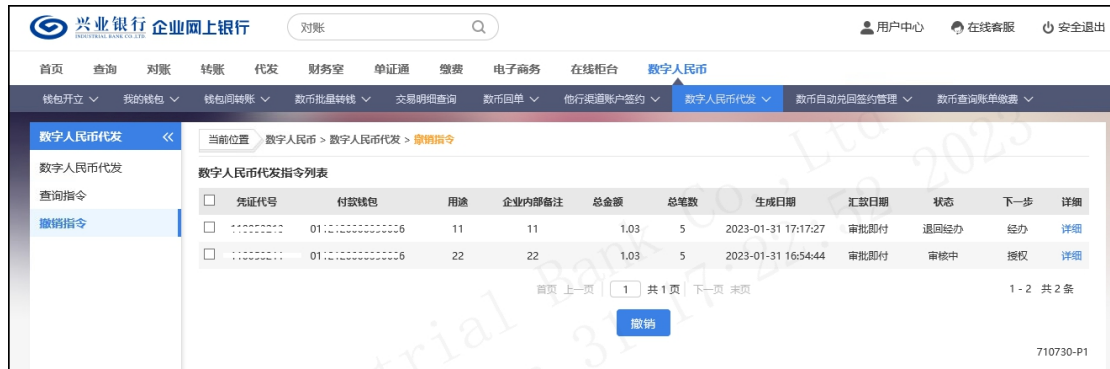 兴业银行 企业网上银行 对账 用户中心 在线客服 安全退出
INDUSTRIAL BANK CO.,LTD
首页 查询 对账 转账 代发 财务室 单证通 缴费 电子商务 在线柜台 数字人民币
钱包开立 我的钱包 钱包间转账 数币批量转钱 交易明细查询 数币回单 他行渠道账户签约 数字人民币代发 数币自动兑回签约管理 数币查询账单缴费
数字人民币代发 《 当前位置 数字人民币 > 数字人民币代发 > 撤销指令
数字人民币代发
查询指令
撤销指令
数字人民币代发指令列表
凭证代号 付款钱包 用途 企业内部备注 总金额 总笔数 生成日期 汇款日期 状态 下一步 详细
11 11 1.03 5 2023-01-31 17:17:27 审批即付 退回经办 经办 详细
22 22 1.03 5 2023-01-31 16:54:44 审批即付 审核中 授权 详细
首页 上一页 1 共1页 下一页 末页 1 - 2 共2条
撤销
710730-P1